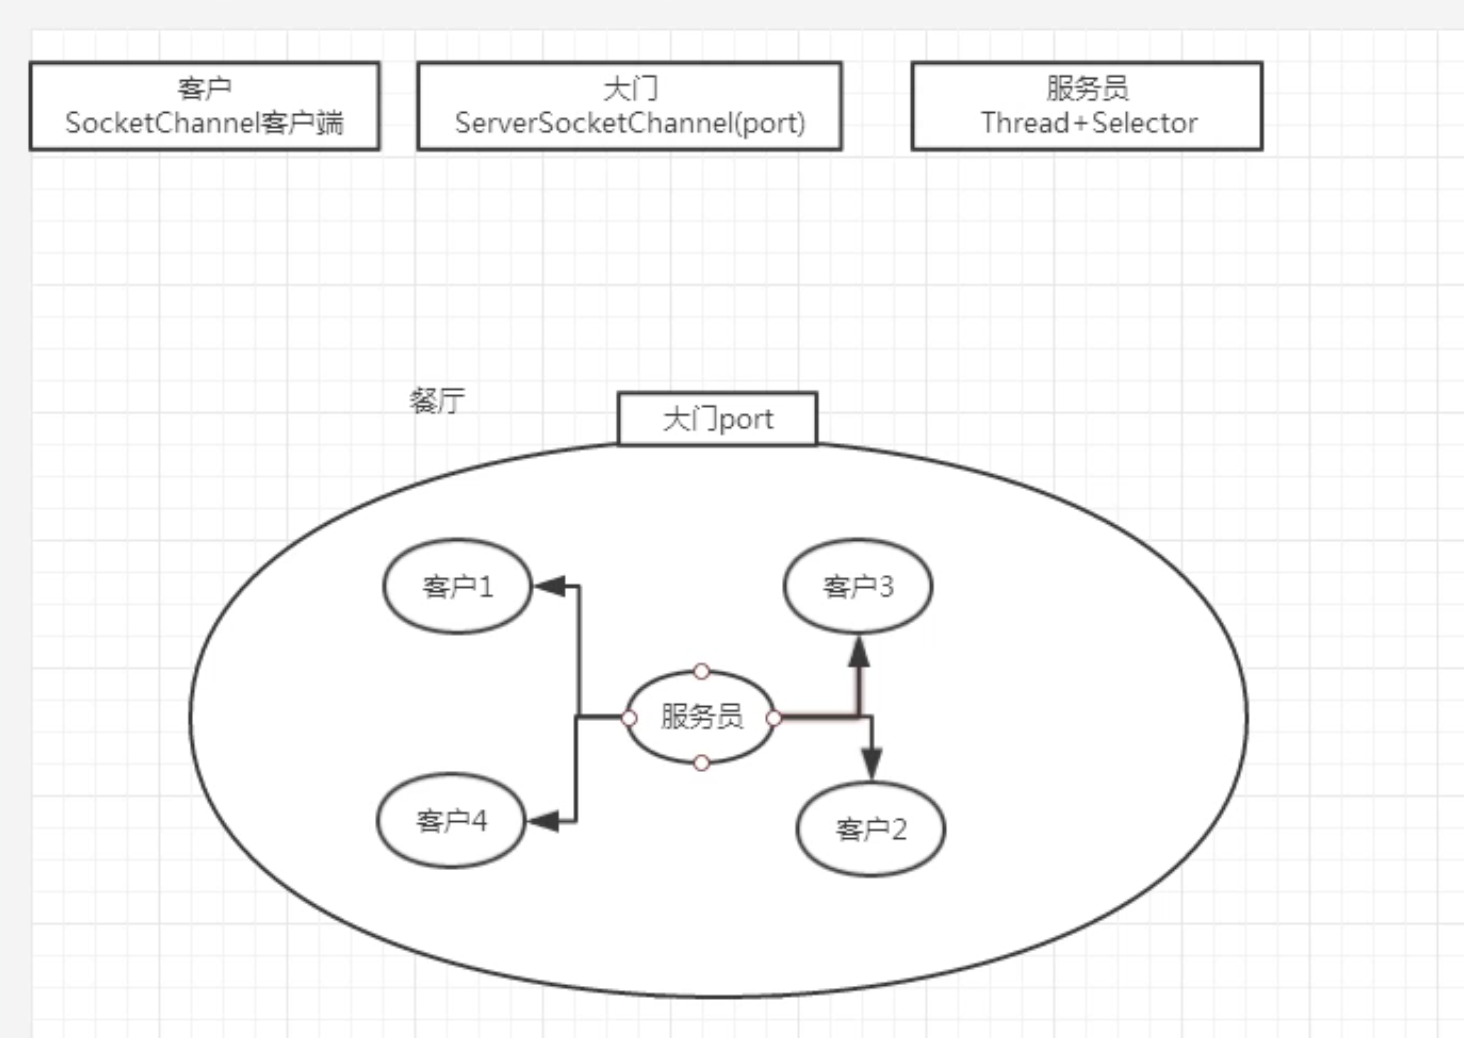 客户
SocketChannel客户端
大门
ServerSocketChannel(port)
服务员
Thread+Selector
餐厅
大门port
客户1
客户3
服务员
客户4
客户2